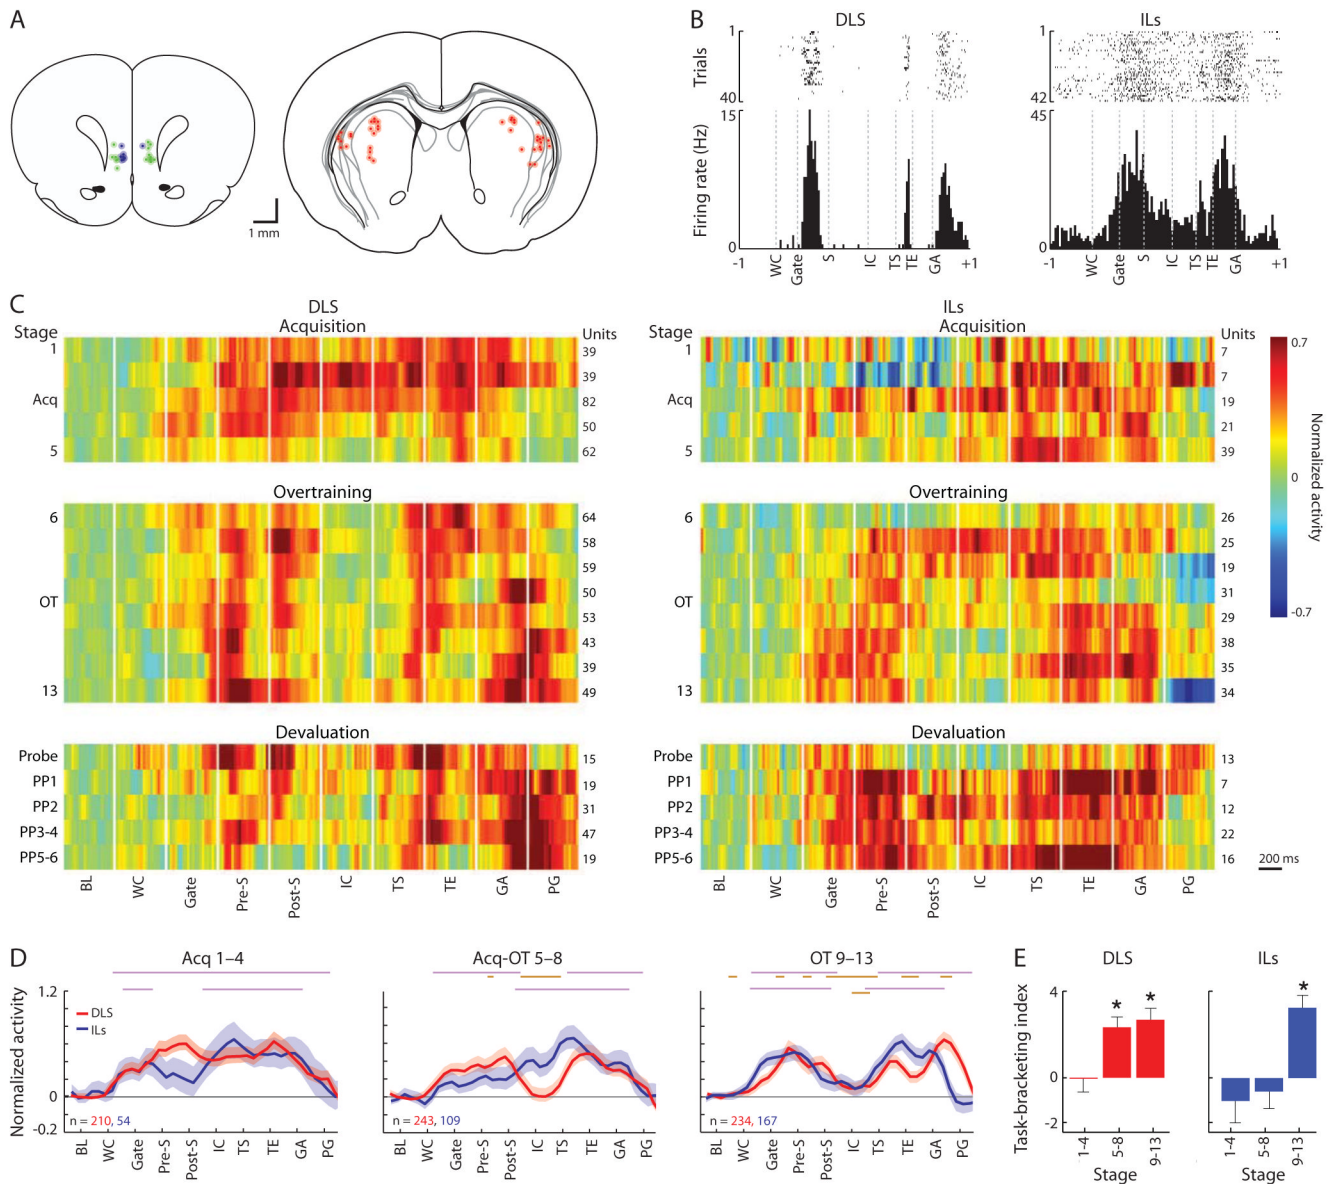 A
1 mm
B
DLS
ILs
Trials
1
40
1
42
Firing rate (Hz)
15
0
45
0
-1 WC Gate S IC TS TE GA +1
-1 WC Gate S IC TS TE GA +1
C
DLS
Acquisition
Stage
Units
1 39
39
Acq 82
50
5 62
Overtraining
6 64
58
59
50
OT
53
43
39
13 49
Devaluation
Probe 15
PP1 19
PP2 31
PP3-4 47
PP5-6 19
BL WC Gate Pre-S Post-S IC TS TE GA PG
ILs
Acquisition
Stage
Units
1 7
7
Acq 19
21
5 39
Overtraining
6 26
25
19
31
OT
29
38
35
13 34
Devaluation
Probe 13
PP1 7
PP2 12
PP3-4 22
PP5-6 16
BL WC Gate Pre-S Post-S IC TS TE GA PG
0.7
0
-0.7
Normalized activity
200 ms
D
Acq 1–4
Acq-OT 5–8
OT 9–13
Normalized activity
1.2
0
-0.2
DLS
ILs
n = 210, 54
n = 243, 109
n = 234, 167
BL WC Gate Pre-S Post-S IC TS TE GA PG
BL WC Gate Pre-S Post-S IC TS TE GA PG
BL WC Gate Pre-S Post-S IC TS TE GA PG
E
DLS
ILs
Task-bracketing index
4
0
-2
* *
*
1-4 5-8 9-13
1-4 5-8 9-13
Stage
Stage